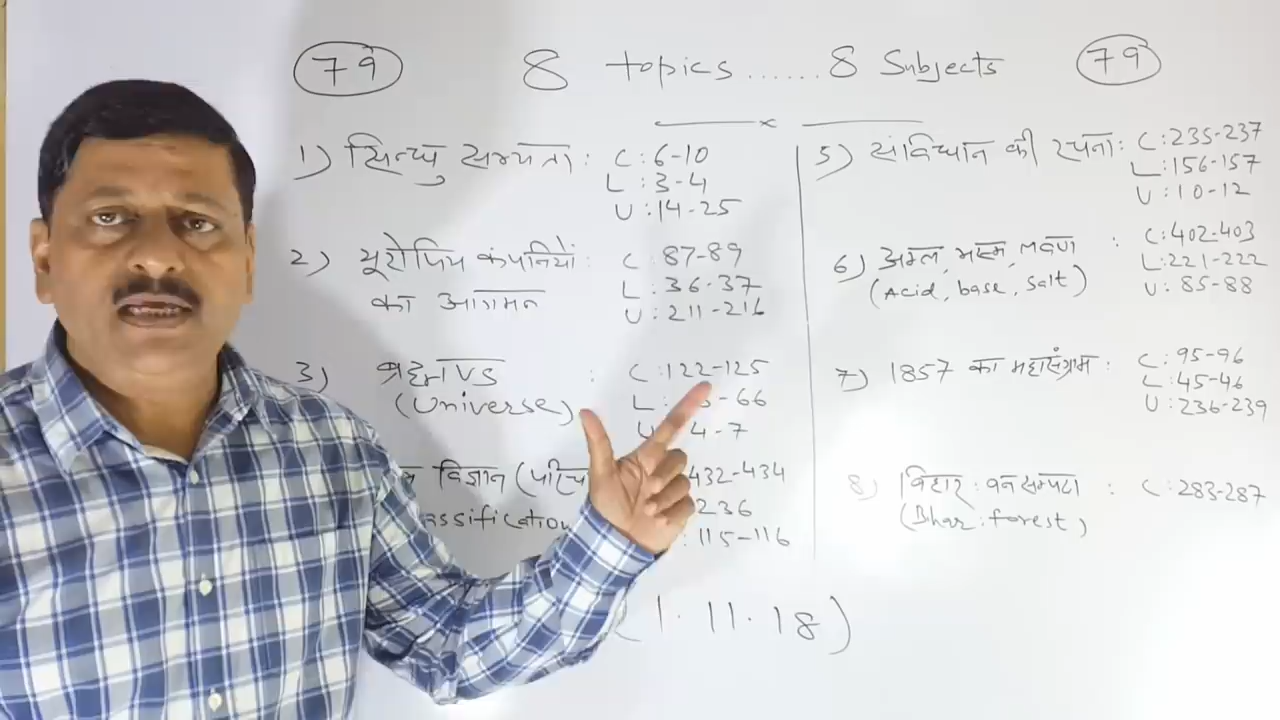 79 8 topics......8 Subjects 79
1) सिन्धु सभ्यता : C : 6-10
L : 3-4
U : 14-25
2) यूरोपिय कंपनियों : C : 87-89
का आगमन L : 36-37
U : 211-216
3) ब्रह्माण्ड : C : 122-125
(Universe) L : - 66
4 - 7
विज्ञान ( 432-434
236
: 115-116
5) संविधान की रचना : C : 235-237
L : 156-157
U : 10-12
6) अम्ल, भस्म, लवण : C : 402-403
(Acid, base, salt) L : 221-222
U : 85-88
7) 1857 का महासंग्राम : C : 95-96
L : 45-46
U : 236-239
8) बिहार : वन सम्पदा : C : 283-287
(Bhar : forest)
(1.11.18)